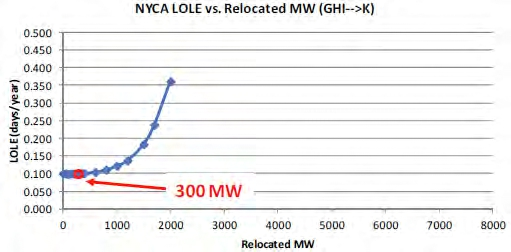 NYCA LOLE vs. Relocated MW (GHI-->K)
LOLE (days/year)
0.500
0.450
0.400
0.350
0.300
0.250
0.200
0.150
0.100
0.050
0.000
300 MW
0 1000 2000 3000 4000 5000 6000 7000 8000
Relocated MW